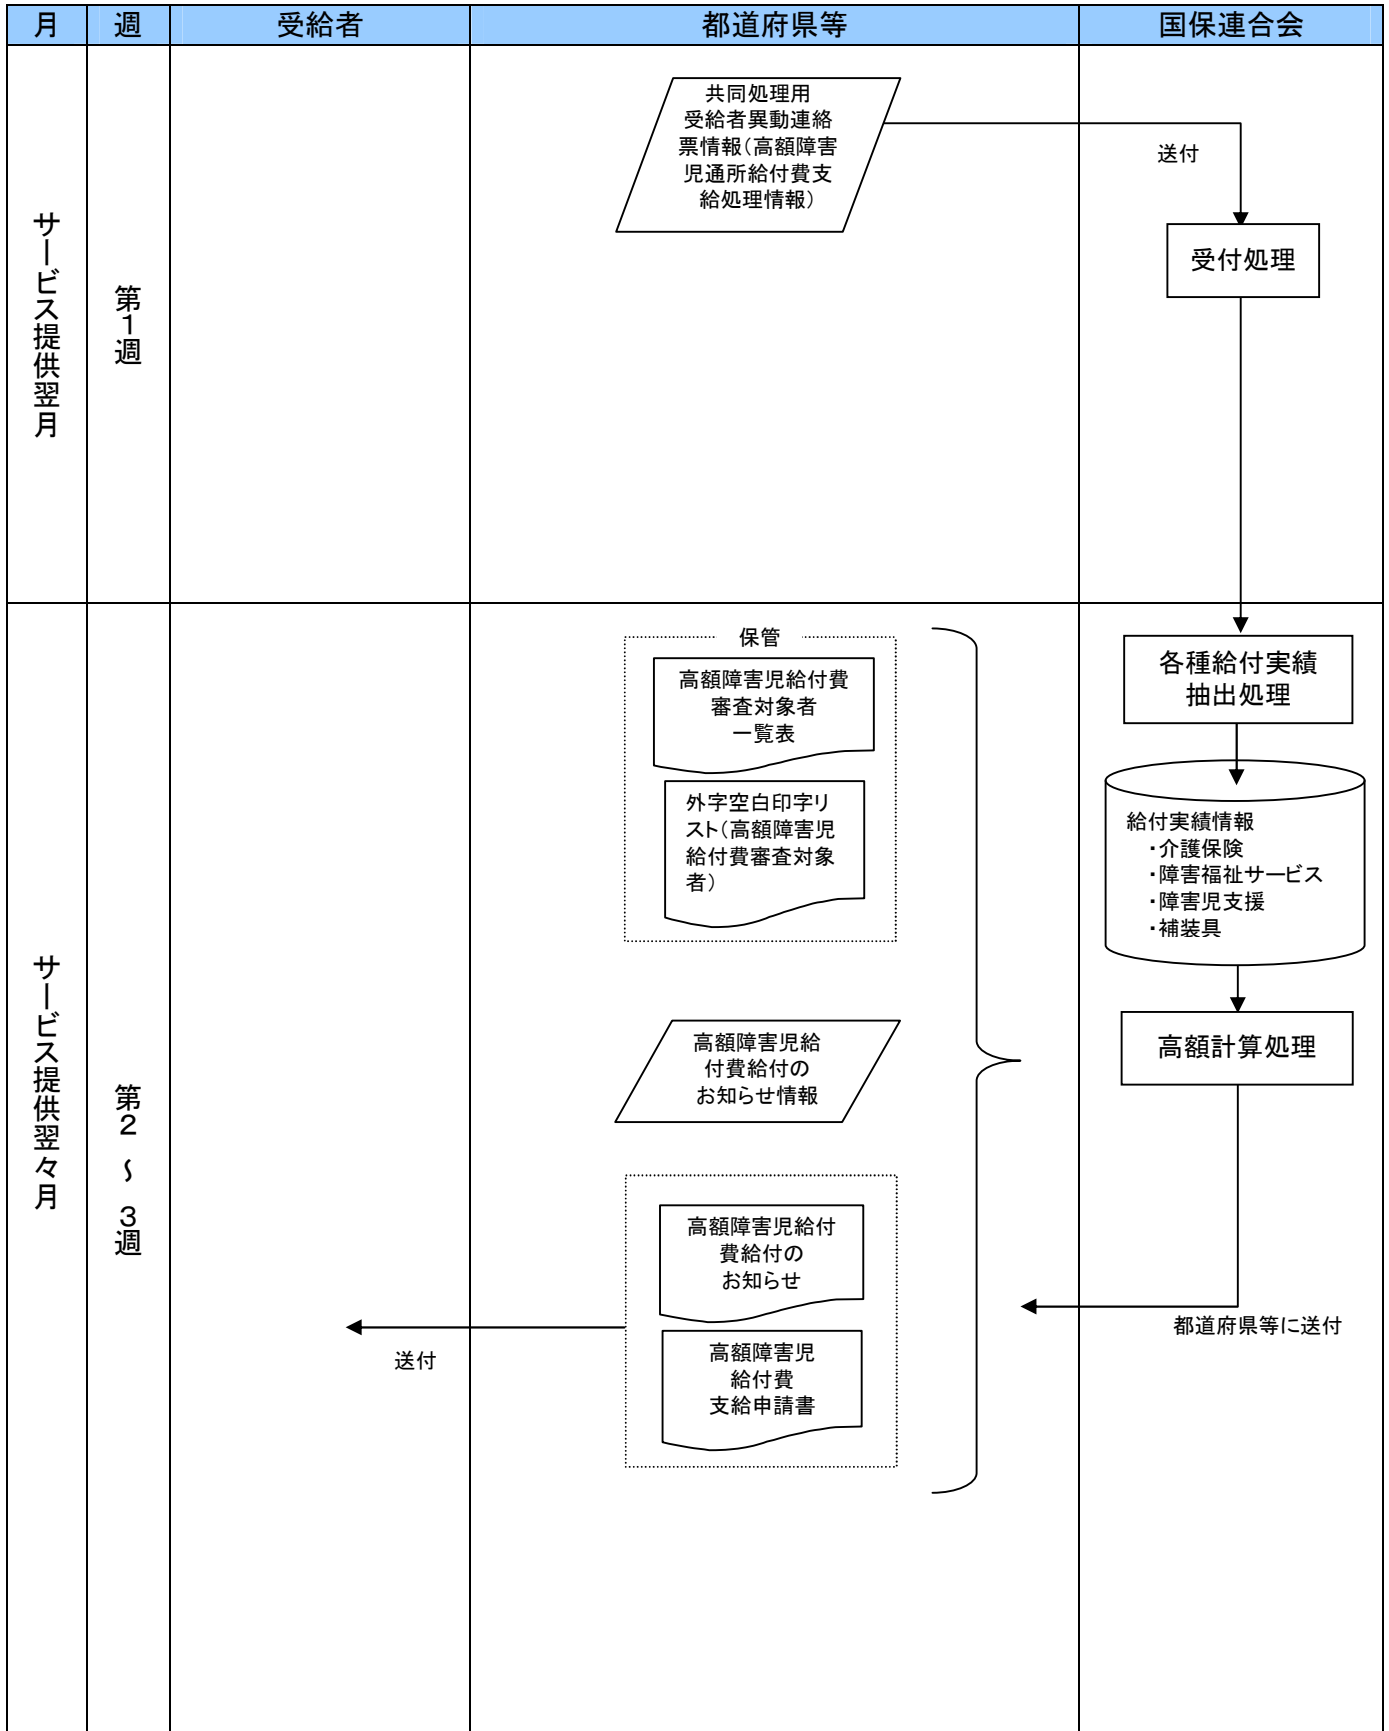 月 週 受給者 都道府県等 国保連合会
サービス提供翌月
第1週
共同処理用
受給者異動連絡
票情報（高額障害
児通所給付費支
給処理情報）
送付
受付処理
サービス提供翌々月
第2～3週
保管
高額障害児給付費
審査対象者
一覧表
外字空白印字リ
スト（高額障害児
給付費審査対象
者）
高額障害児給
付費給付の
お知らせ情報
高額障害児給付
費給付の
お知らせ
高額障害児
給付費
支給申請書
送付
各種給付実績
抽出処理
給付実績情報
・介護保険
・障害福祉サービス
・障害児支援
・補装具
高額計算処理
都道府県等に送付